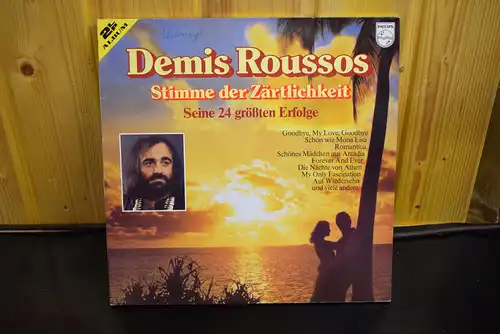 2 LP
ALBUM
PHILIPS
Demis Roussos
Stimme der Zärtlichkeit
Seine 24 größten Erfolge
Goodbye, My Love, Goodbye
Schön wie Mona Lisa
Romantica
Schönes Mädchen aus Arcadia
Forever And Ever
Die Nächte von Athen
My Only Fascination
Auf Wiedersehn
und viele andere